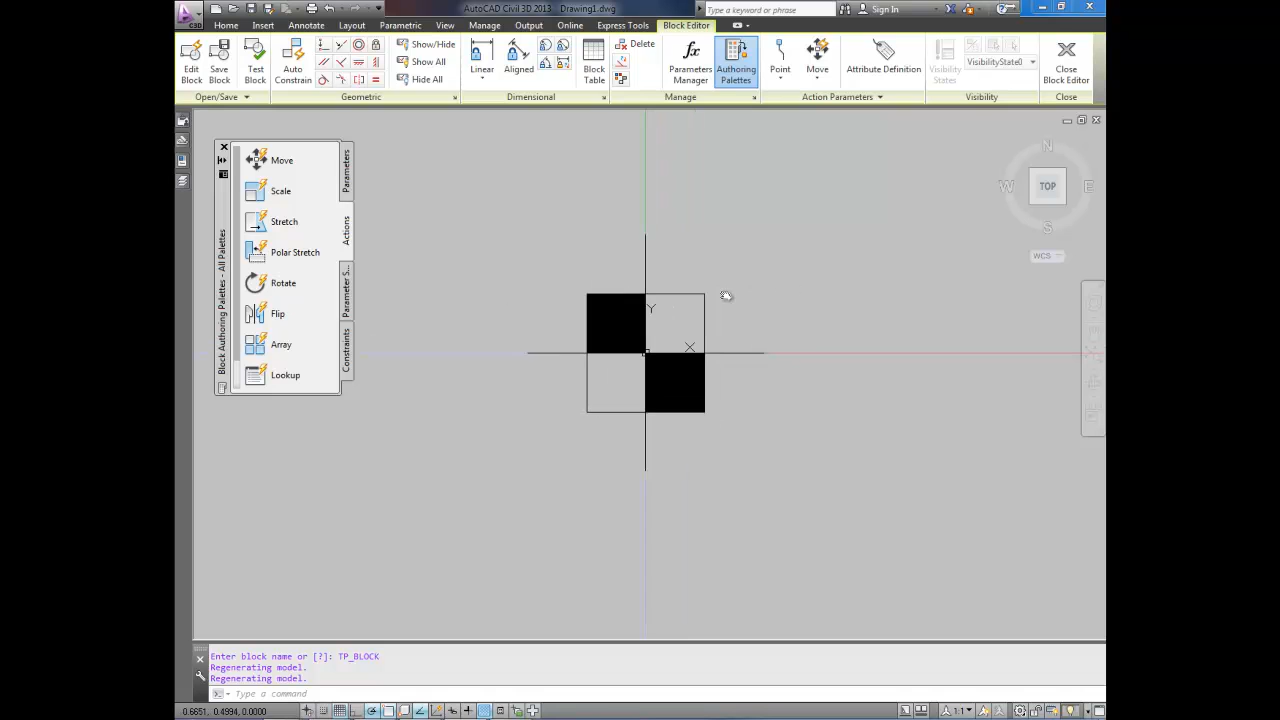 AutoCAD Civil 3D 2013 Drawing1.dwg
Type a keyword or phrase
Sign In
C3D
Home Insert Annotate Layout Parametric View Manage Output Online Express Tools Block Editor
Edit Block
Save Block
Test Block
Auto Constrain
Show/Hide
Show All
Hide All
Linear
Aligned
Block Table
Delete
Parameters Manager
Authoring Palettes
Point
Move
Attribute Definition
Visibility States
VisibilityState0
Close Block Editor
Open/Save Geometric Dimensional Manage Action Parameters Visibility Close
Block Authoring Palettes - All Palettes
Move
Scale
Stretch
Polar Stretch
Rotate
Flip
Array
Lookup
Parameters
Actions
Parameter S...
Constraints
Y
X
N
W
TOP
E
S
WCS
Enter block name or [?]: TP_BLOCK
Regenerating model.
Regenerating model.
Type a command
0.6651, 0.4994, 0.0000
1:1